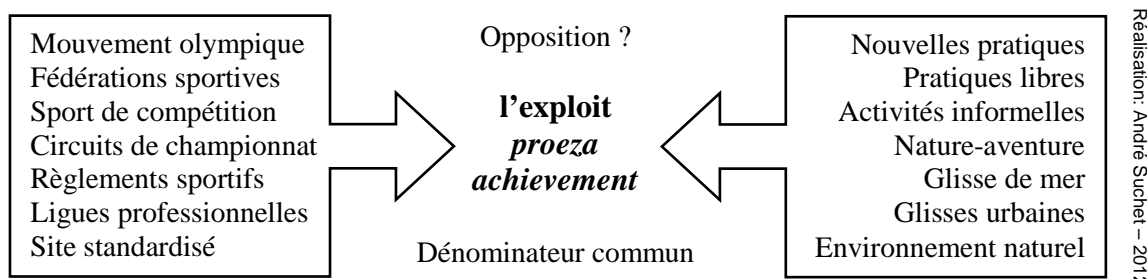 Mouvement olympique
Fédérations sportives
Sport de compétition
Circuits de championnat
Règlements sportifs
Ligues professionnelles
Site standardisé
Opposition ?
l’exploit
proeza
achievement
Dénominateur commun
Nouvelles pratiques
Pratiques libres
Activités informelles
Nature-aventure
Glisse de mer
Glisses urbaines
Environnement naturel
Réalisation: André Suchet –